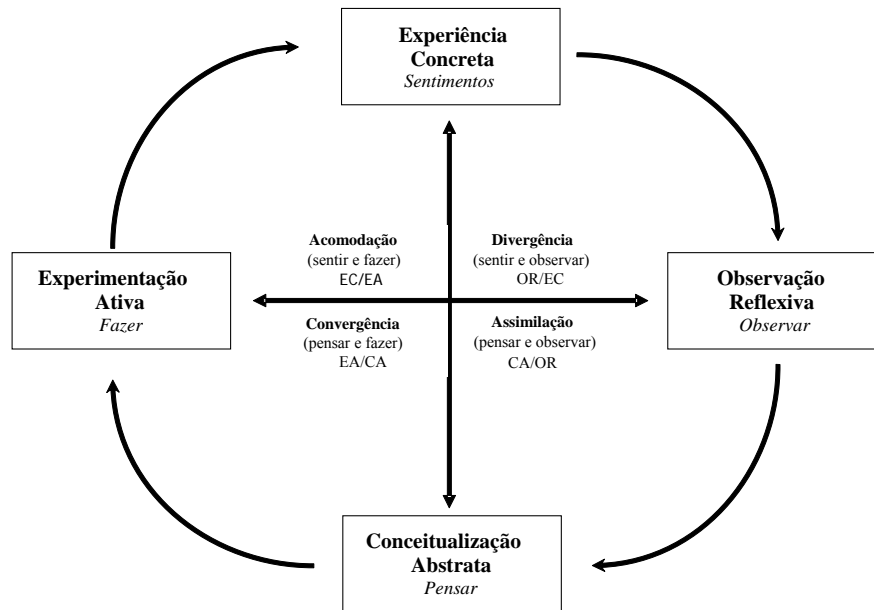 Experiência
Concreta
Sentimentos
Acomodação
(sentir e fazer)
EC/EA
Divergência
(sentir e observar)
OR/EC
Experimentação
Ativa
Fazer
Observação
Reflexiva
Observar
Convergência
(pensar e fazer)
EA/CA
Assimilação
(pensar e observar)
CA/OR
Conceitualização
Abstrata
Pensar